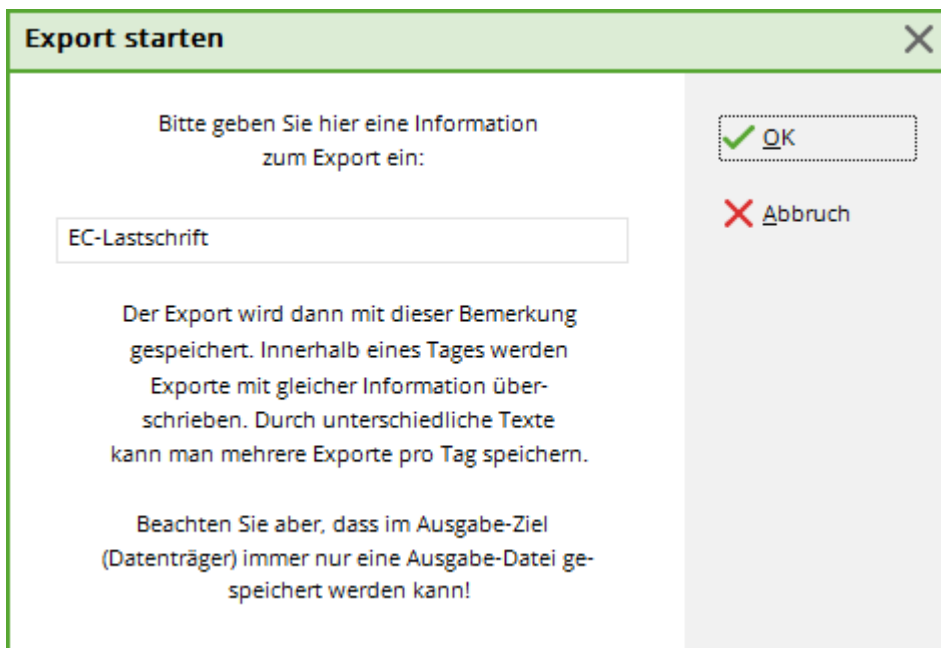 Export starten
Bitte geben Sie hier eine Information
zum Export ein:
EC-Lastschrift
Der Export wird dann mit dieser Bemerkung
gespeichert. Innerhalb eines Tages werden
Exporte mit gleicher Information über-
schrieben. Durch unterschiedliche Texte
kann man mehrere Exporte pro Tag speichern.
Beachten Sie aber, dass im Ausgabe-Ziel
(Datenträger) immer nur eine Ausgabe-Datei ge-
speichert werden kann!
OK
Abbruch